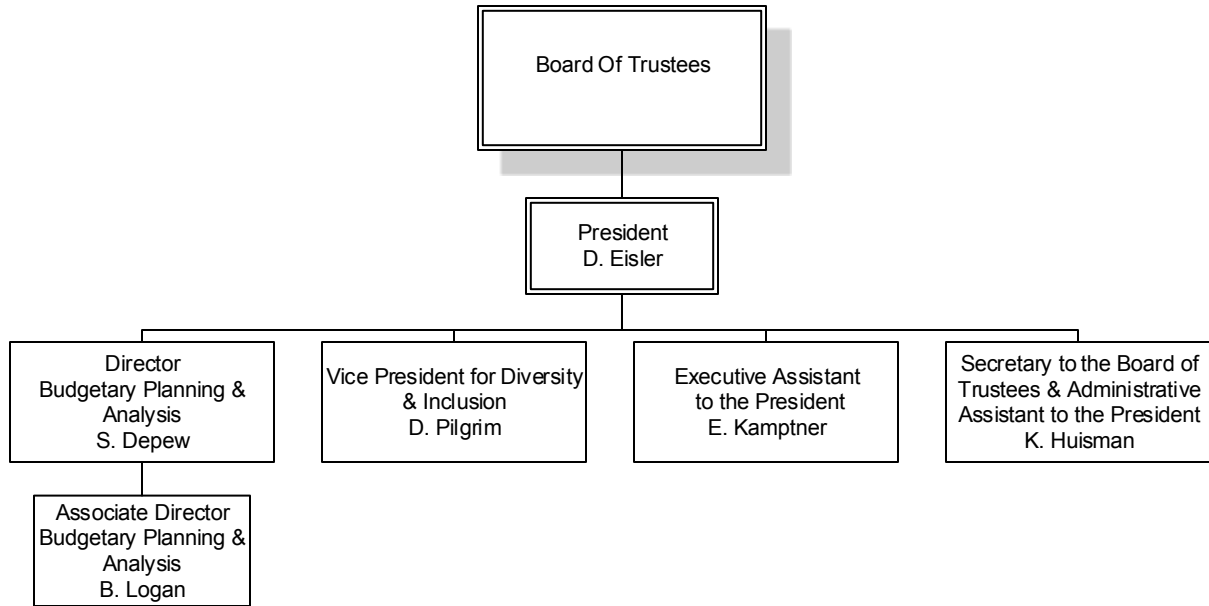 Board Of Trustees
President
D. Eisler
Director
Budgetary Planning &
Analysis
S. Depew
Vice President for Diversity
& Inclusion
D. Pilgrim
Executive Assistant
to the President
E. Kamptner
Secretary to the Board of
Trustees & Administrative
Assistant to the President
K. Huisman
Associate Director
Budgetary Planning &
Analysis
B. Logan